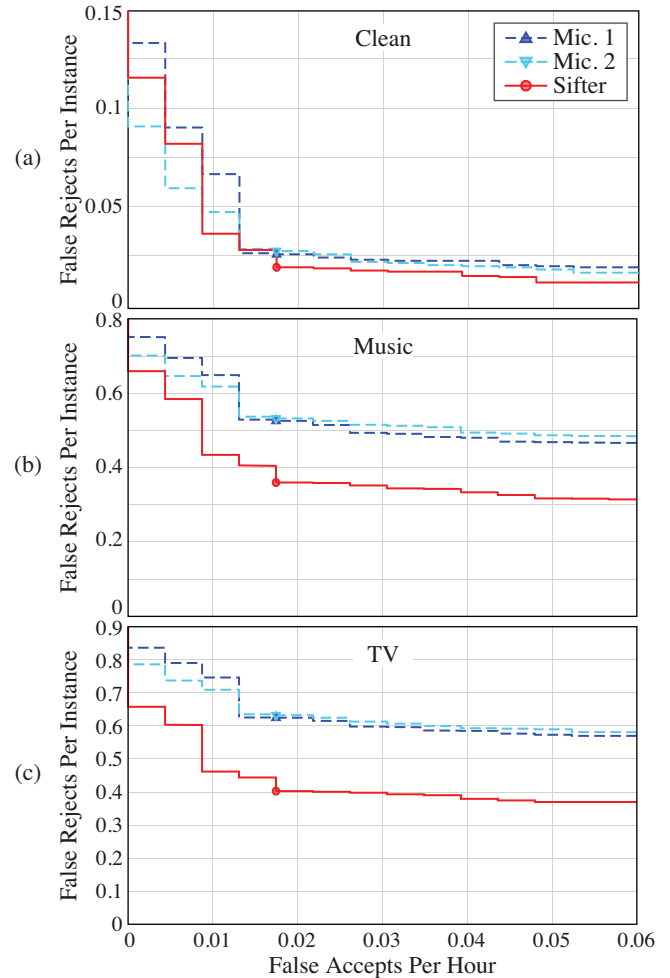 0.15
Clean
Mic. 1
Mic. 2
Sifter
0.10
0.05
0
False Rejects Per Instance
(a)
0.8
Music
0.6
0.4
0.2
0
False Rejects Per Instance
(b)
0.9
TV
0.8
0.7
0.6
0.5
0.4
0.3
0.2
0.1
0
False Rejects Per Instance
(c)
0 0.01 0.02 0.03 0.04 0.05 0.06
False Accepts Per Hour